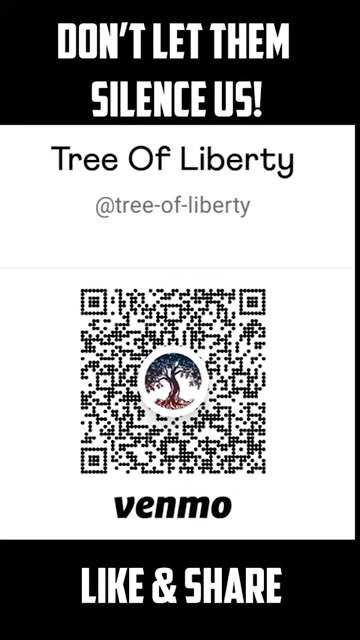 DON'T LET THEM
SILENCE US!
Tree Of Liberty
@tree-of-liberty
venmo
LIKE & SHARE